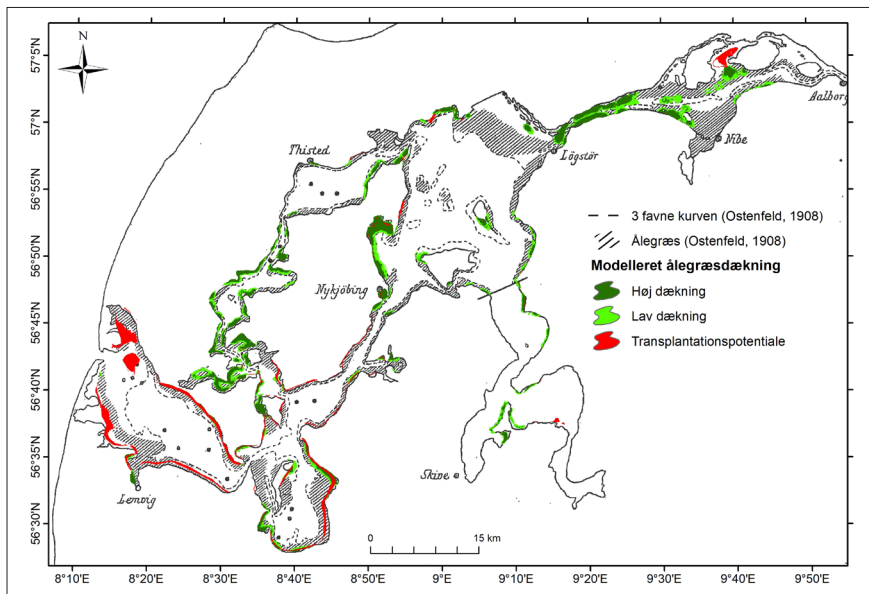 N
57°5'N
57°N
56°55'N
56°50'N
56°45'N
56°40'N
56°35'N
56°30'N
Aalborg
Nibe
Lögstör
Thisted
Nykjöbing
Skive
Lemvig
3 favne kurven (Ostenfeld, 1908)
Ålegræs (Ostenfeld, 1908)
Modelleret ålegræsdækning
Høj dækning
Lav dækning
Transplantationspotentiale
0 15 km
8°10'E 8°20'E 8°30'E 8°40'E 8°50'E 9°E 9°10'E 9°20'E 9°30'E 9°40'E 9°50'E